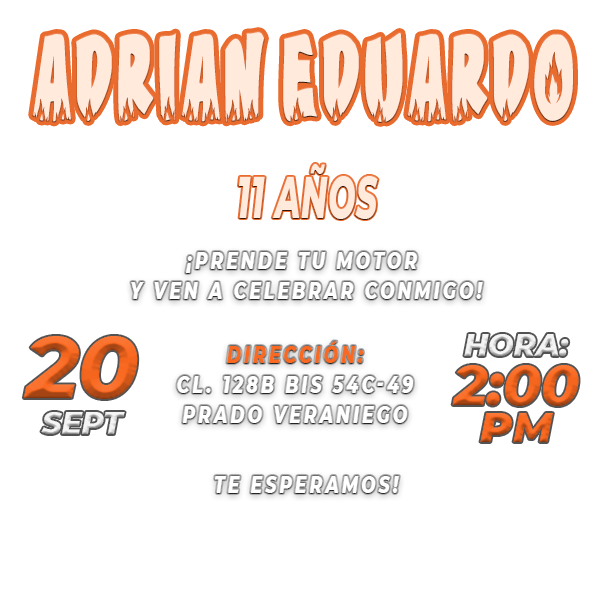 ADRIAN EDUARDO
11 AÑOS
¡PRENDE TU MOTOR
Y VEN A CELEBRAR CONMIGO!
20
SEPT
DIRECCIÓN:
CL. 128B BIS 54C-49
PRADO VERANIEGO
HORA:
2:00
PM
TE ESPERAMOS!